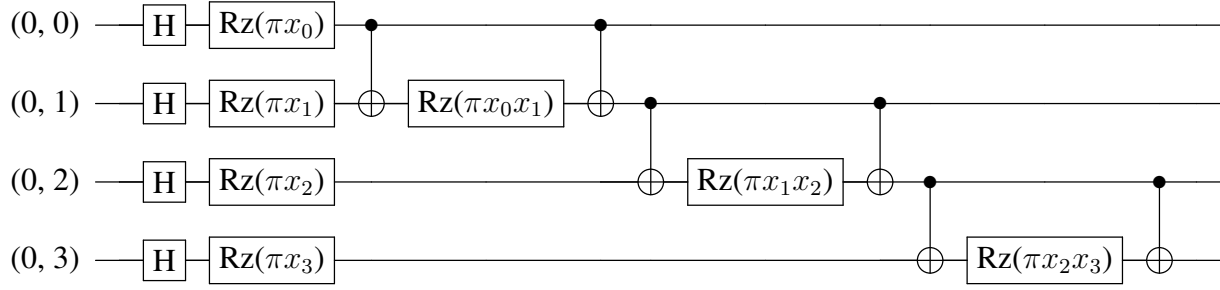 (0, 0) H Rz(πx₀)
(0, 1) H Rz(πx₁) Rz(πx₀x₁)
(0, 2) H Rz(πx₂) Rz(πx₁x₂)
(0, 3) H Rz(πx₃) Rz(πx₂x₃)